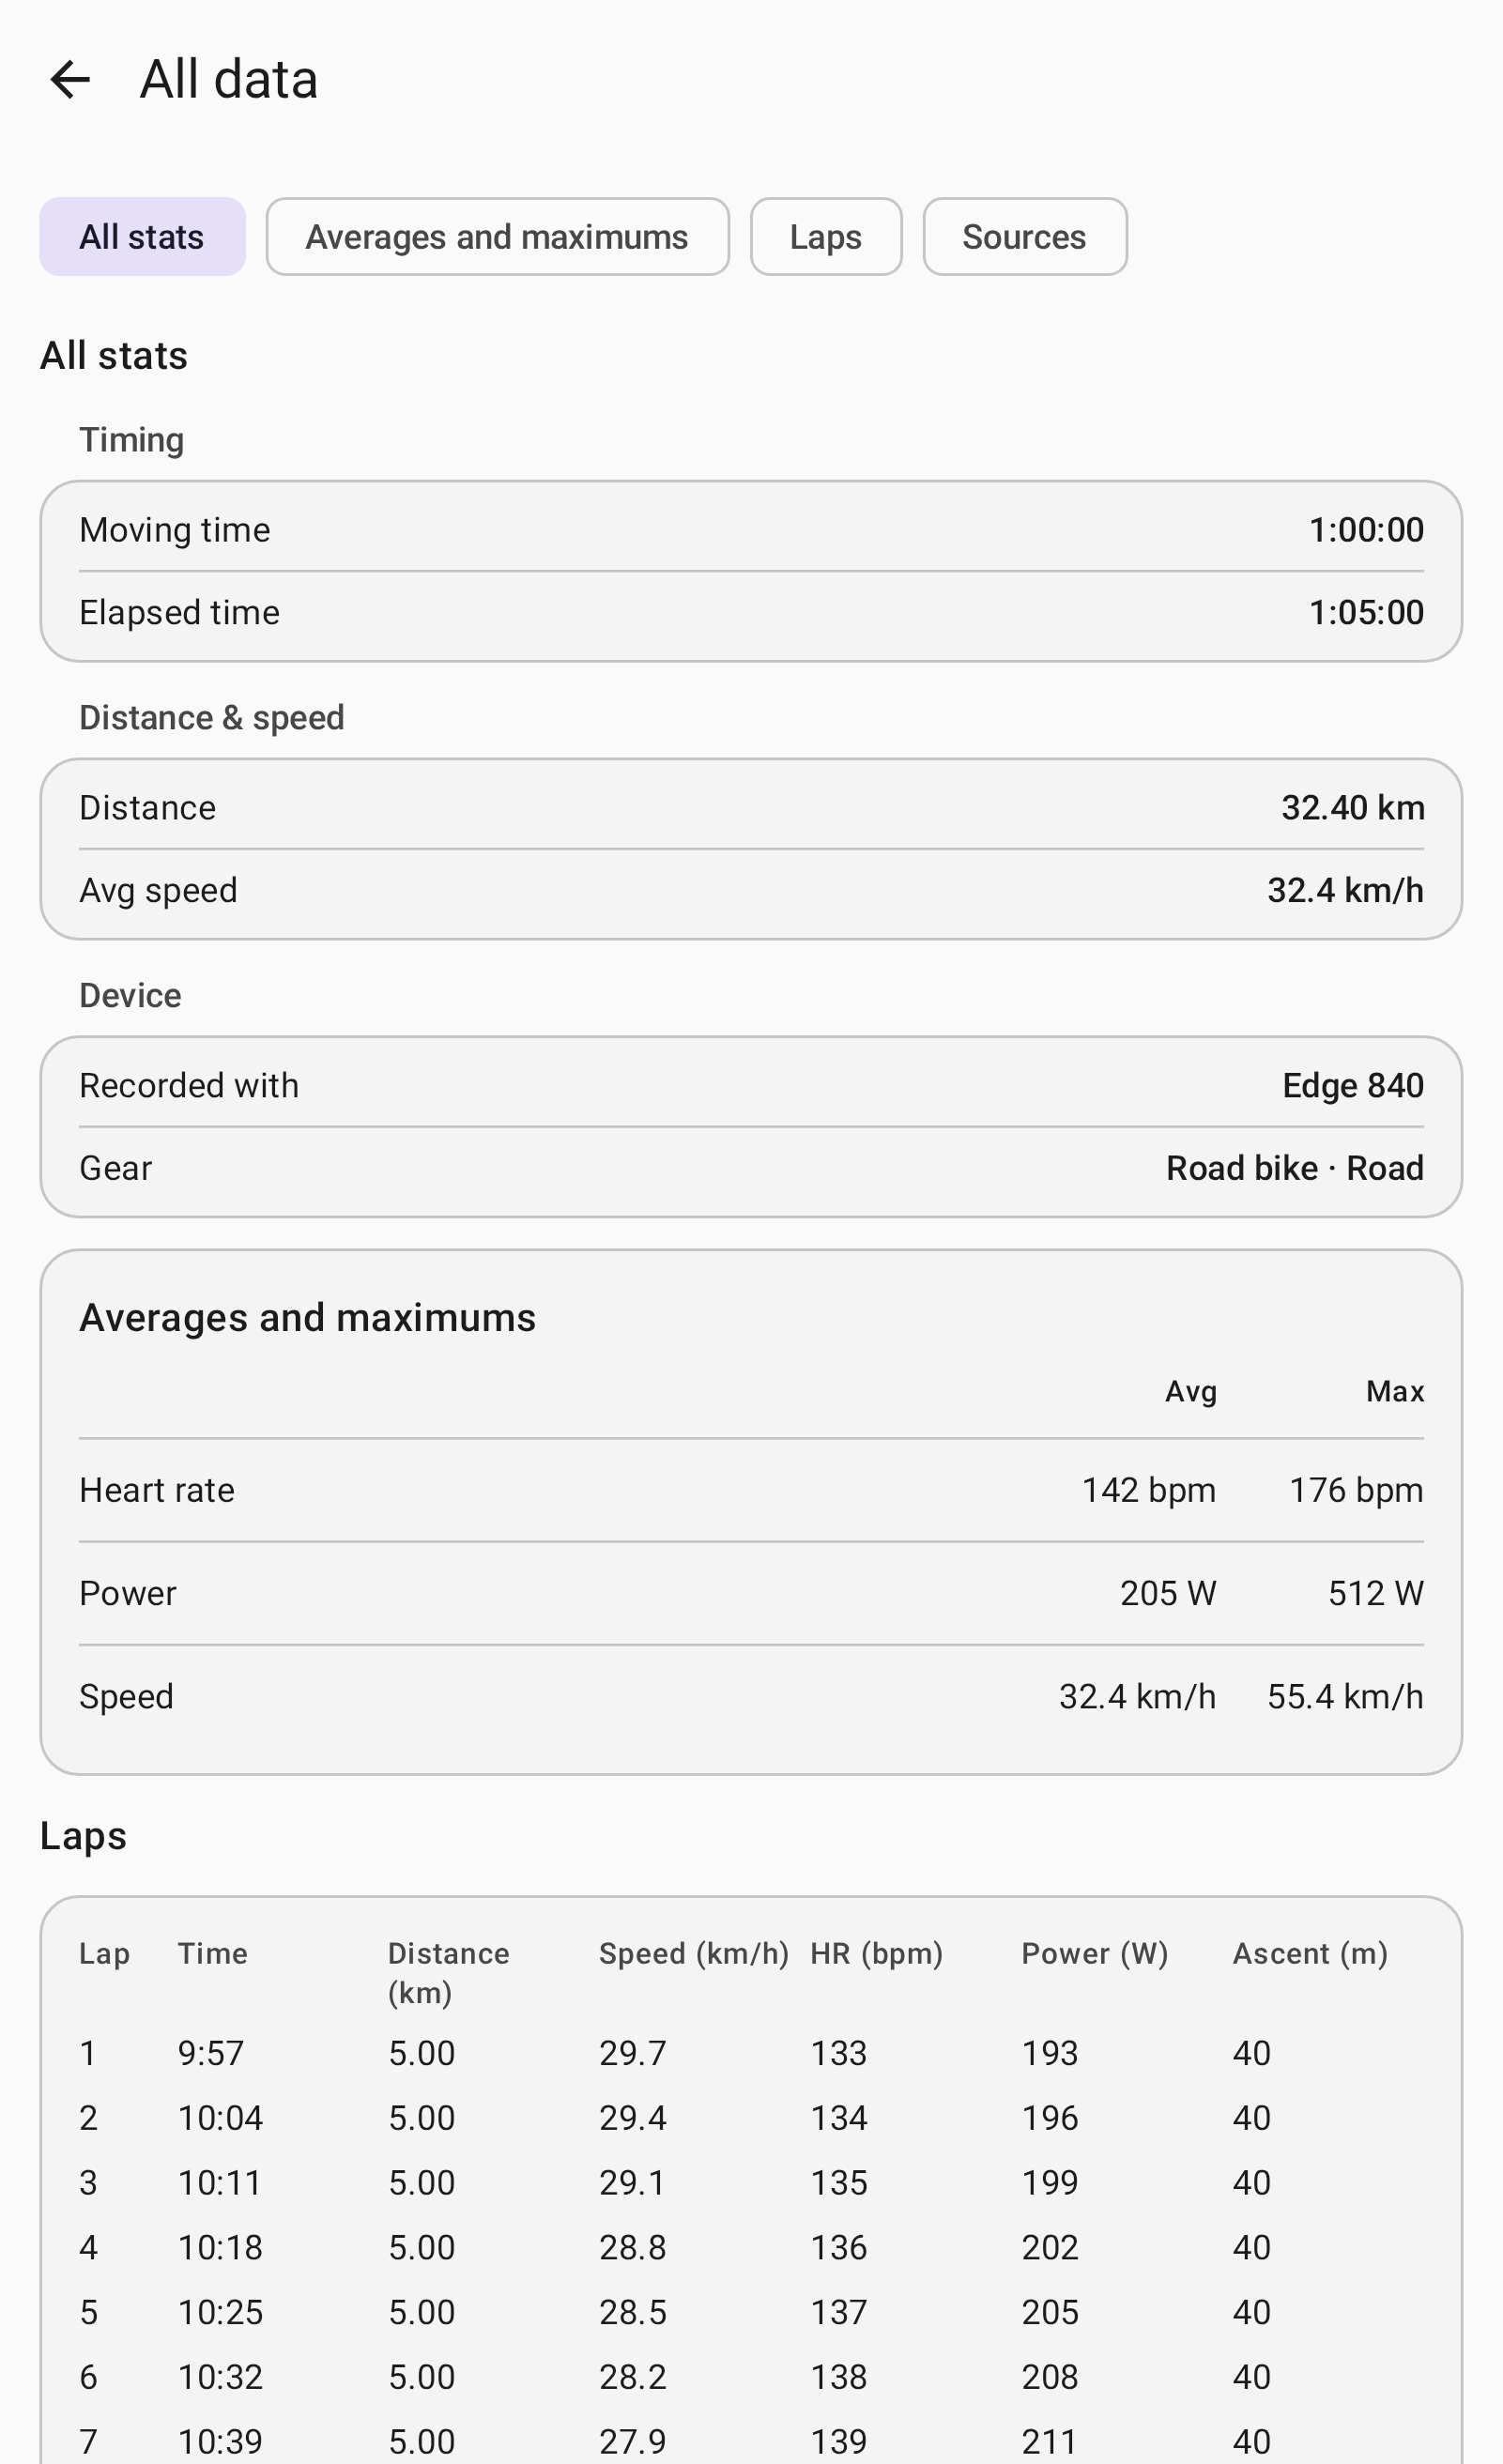 All data
All stats
Averages and maximums
Laps
Sources
All stats
Timing
Moving time 1:00:00
Elapsed time 1:05:00
Distance & speed
Distance 32.40 km
Avg speed 32.4 km/h
Device
Recorded with Edge 840
Gear Road bike · Road
Averages and maximums
Avg Max
Heart rate 142 bpm 176 bpm
Power 205 W 512 W
Speed 32.4 km/h 55.4 km/h
Laps
Lap Time Distance (km) Speed (km/h) HR (bpm) Power (W) Ascent (m)
1 9:57 5.00 29.7 133 193 40
2 10:04 5.00 29.4 134 196 40
3 10:11 5.00 29.1 135 199 40
4 10:18 5.00 28.8 136 202 40
5 10:25 5.00 28.5 137 205 40
6 10:32 5.00 28.2 138 208 40
7 10:39 5.00 27.9 139 211 40